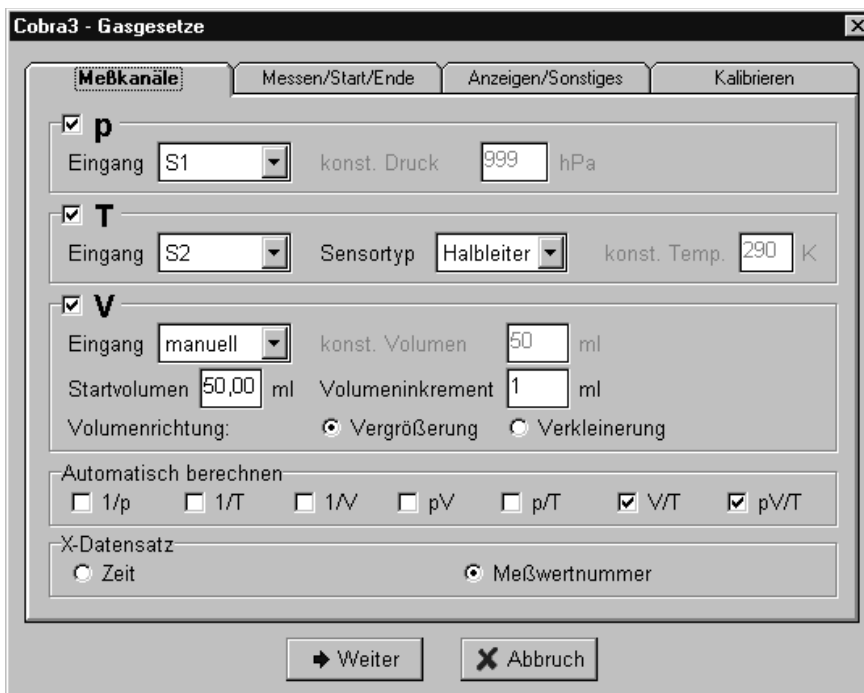 Cobra3 - Gasgesetze
Meßkanäle Messen/Start/Ende Anzeigen/Sonstiges Kalibrieren
p
Eingang S1 konst. Druck 999 hPa
T
Eingang S2 Sensortyp Halbleiter konst. Temp. 290 K
V
Eingang manuell konst. Volumen 50 ml
Startvolumen 50,00 ml Volumeninkrement 1 ml
Volumenrichtung: Vergrößerung Verkleinerung
Automatisch berechnen
1/p 1/T 1/V pV p/T V/T pV/T
X-Datensatz
Zeit Meßwertnummer
Weiter Abbruch